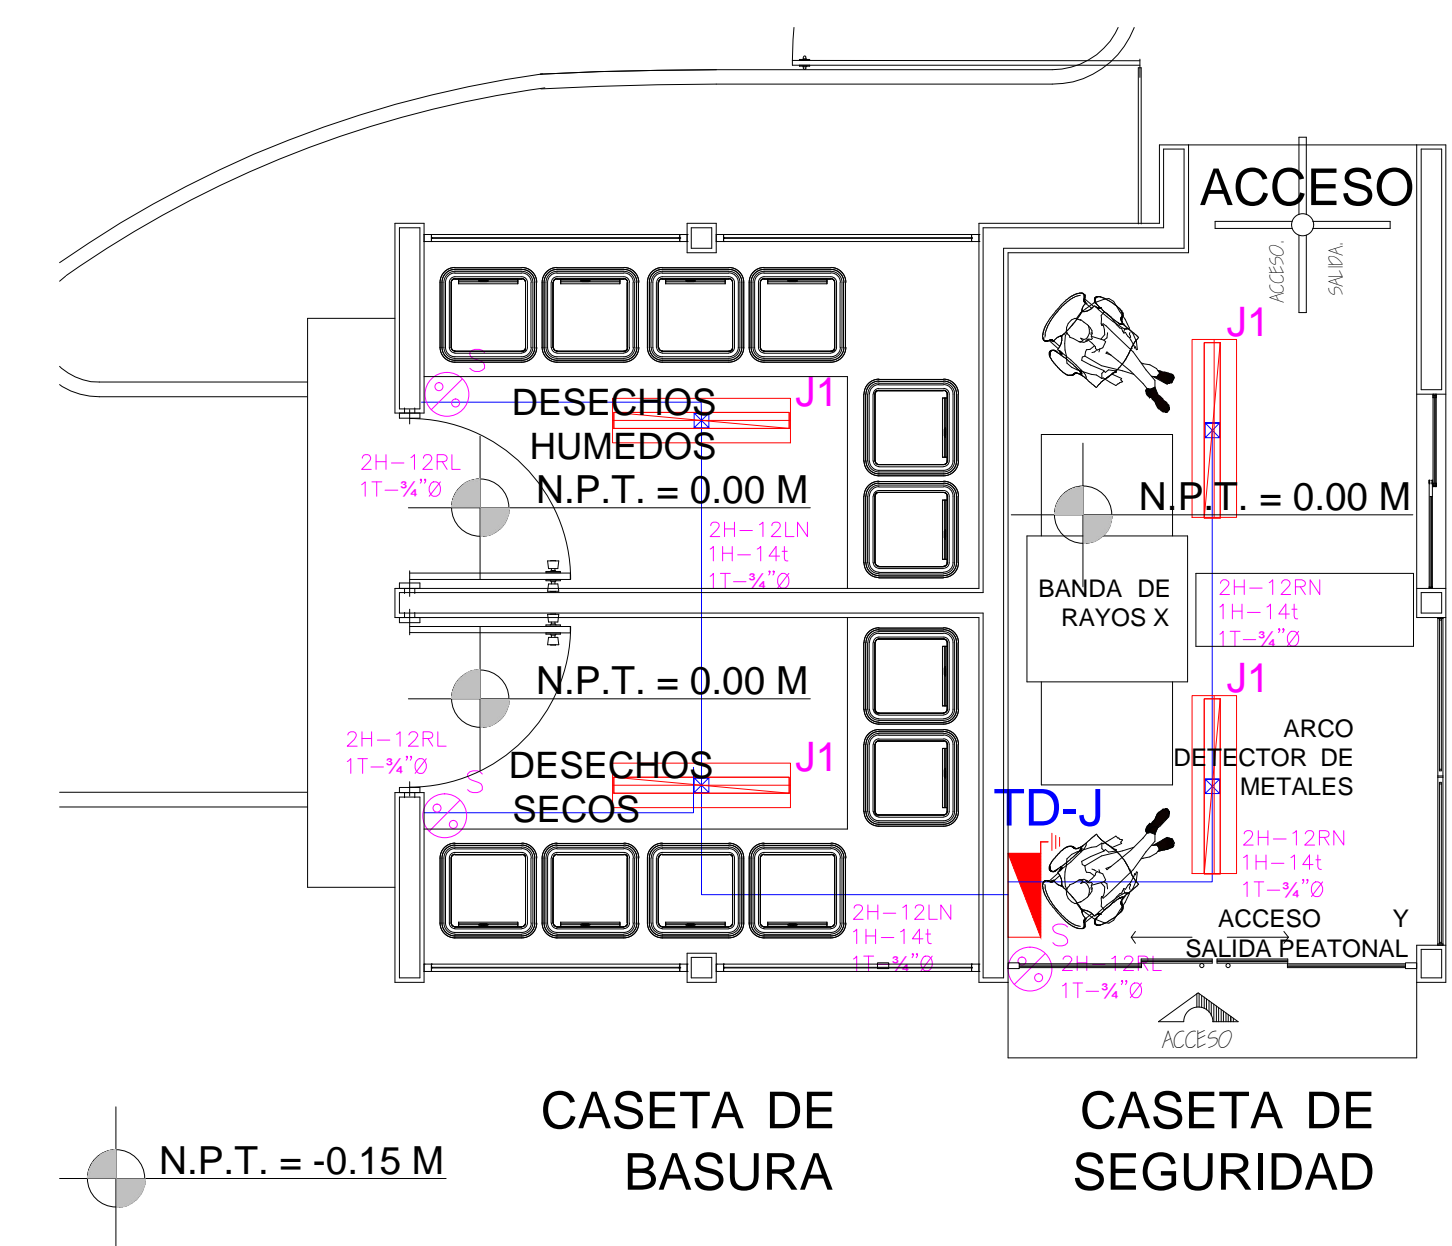 ACCESO
ACCESO.
SALIDA.
J1
S
DESECHOS
HUMEDOS
J1
2H-12RL
1T-¾"Ø
N.P.T. = 0.00 M
N.P.T. = 0.00 M
2H-12LN
1H-14t
1T-¾"Ø
BANDA DE
RAYOS X
2H-12RN
1H-14t
1T-¾"Ø
N.P.T. = 0.00 M
J1
2H-12RL
1T-¾"Ø
S
DESECHOS
SECOS
J1
ARCO
DETECTOR DE
METALES
TD-J
2H-12RN
1H-14t
1T-¾"Ø
2H-12LN
1H-14t
1T-¾"Ø
ACCESO Y
SALIDA PEATONAL
S
2H-12RL
1T-¾"Ø
ACCESO
CASETA DE
BASURA
CASETA DE
SEGURIDAD
N.P.T. = -0.15 M